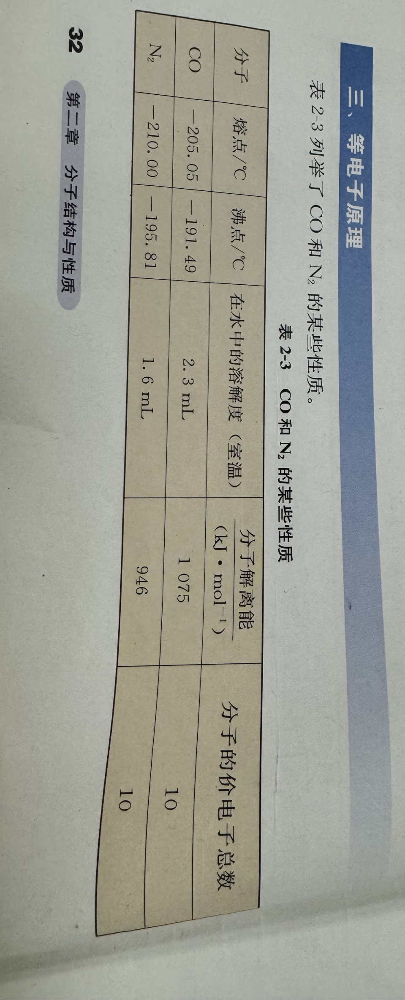 三、等电子原理
表 2-3 列举了 CO 和 N₂ 的某些性质。
表 2-3 CO 和 N₂ 的某些性质
分子 熔点/℃ 沸点/℃ 在水中的溶解度（室温） 分子解离能/(kJ·mol⁻¹) 分子的价电子总数
CO −205.05 −191.49 2.3 mL 1 075 10
N₂ −210.00 −195.81 1.6 mL 946 10
32 第二章 分子结构与性质